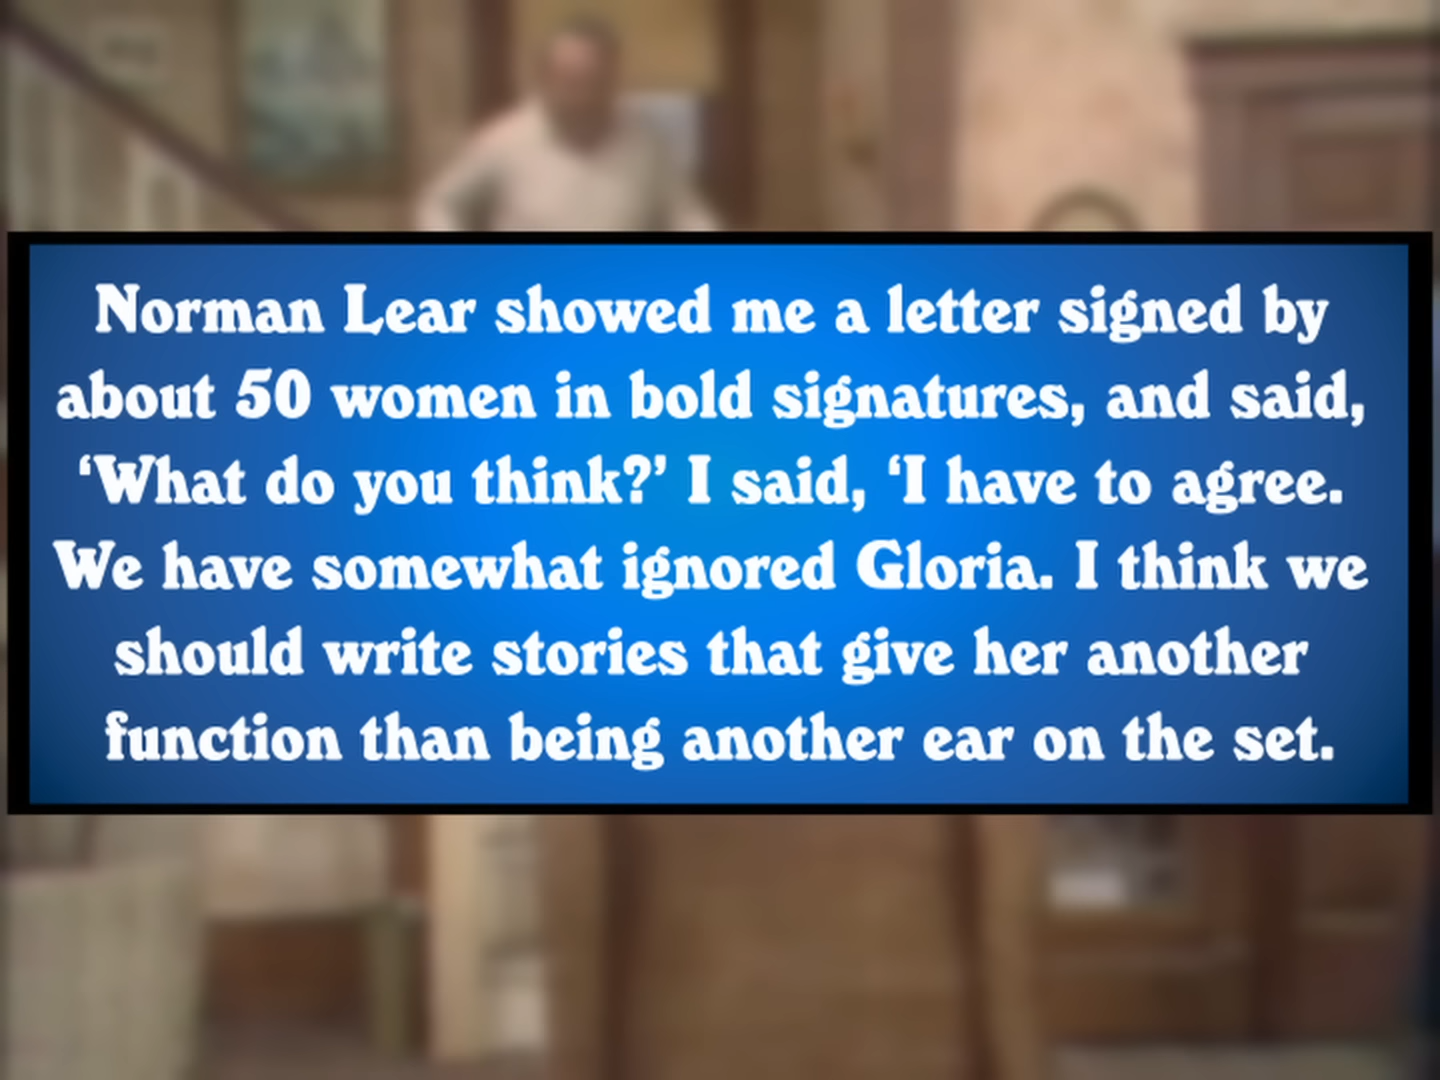 Norman Lear showed me a letter signed by
about 50 women in bold signatures, and said,
‘What do you think?’ I said, ‘I have to agree.
We have somewhat ignored Gloria. I think we
should write stories that give her another
function than being another ear on the set.